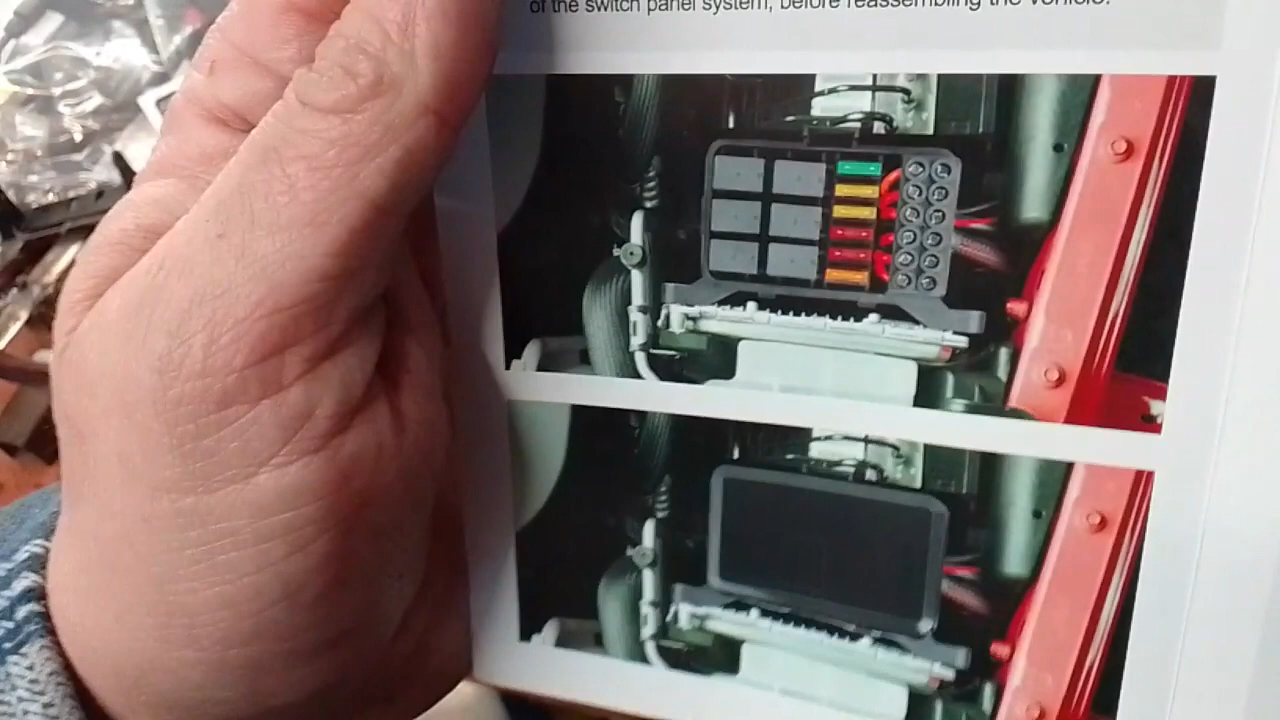 of the switch panel system, before reassembling the vehicle.